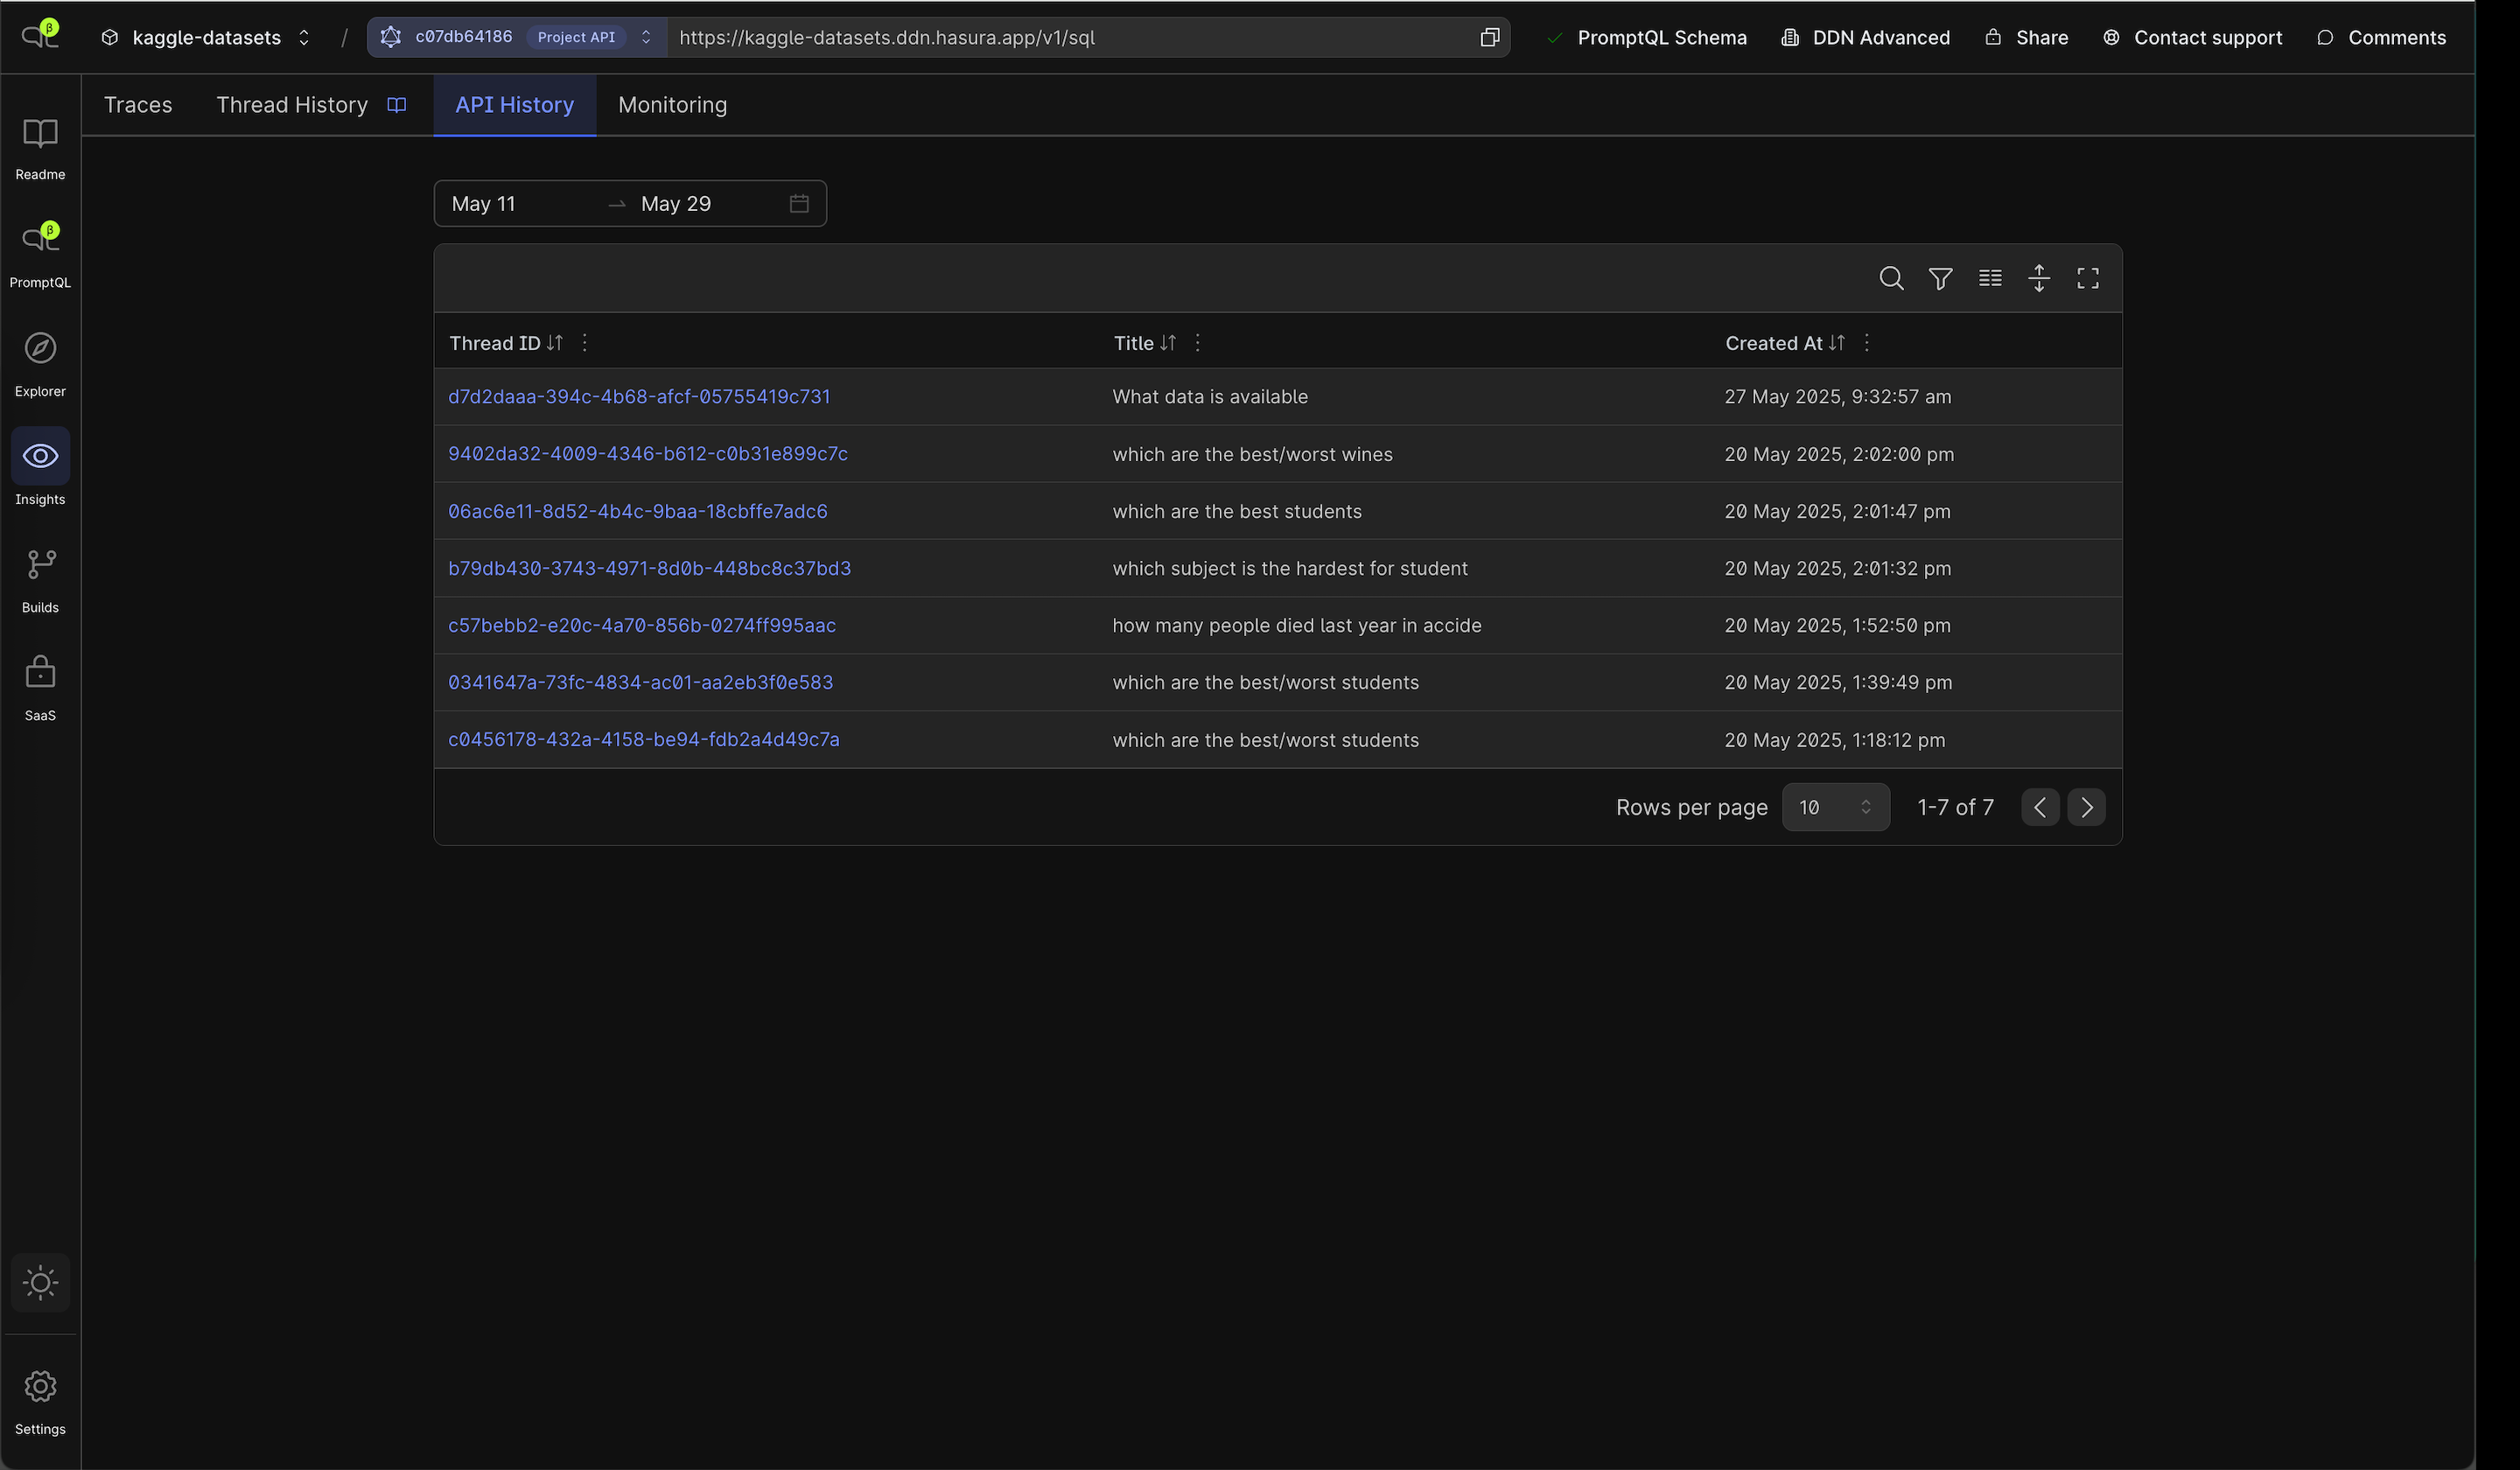 β
kaggle-datasets / c07db64186 Project API https://kaggle-datasets.ddn.hasura.app/v1/sql PromptQL Schema DDN Advanced Share Contact support Comments
Traces Thread History API History Monitoring
Readme
β
PromptQL
Explorer
Insights
Builds
SaaS
Settings
May 11 → May 29
Thread ID Title Created At
d7d2daaa-394c-4b68-afcf-05755419c731 What data is available 27 May 2025, 9:32:57 am
9402da32-4009-4346-b612-c0b31e899c7c which are the best/worst wines 20 May 2025, 2:02:00 pm
06ac6e11-8d52-4b4c-9baa-18cbffe7adc6 which are the best students 20 May 2025, 2:01:47 pm
b79db430-3743-4971-8d0b-448bc8c37bd3 which subject is the hardest for student 20 May 2025, 2:01:32 pm
c57bebb2-e20c-4a70-856b-0274ff995aac how many people died last year in accide 20 May 2025, 1:52:50 pm
0341647a-73fc-4834-ac01-aa2eb3f0e583 which are the best/worst students 20 May 2025, 1:39:49 pm
c0456178-432a-4158-be94-fdb2a4d49c7a which are the best/worst students 20 May 2025, 1:18:12 pm
Rows per page 10 1-7 of 7